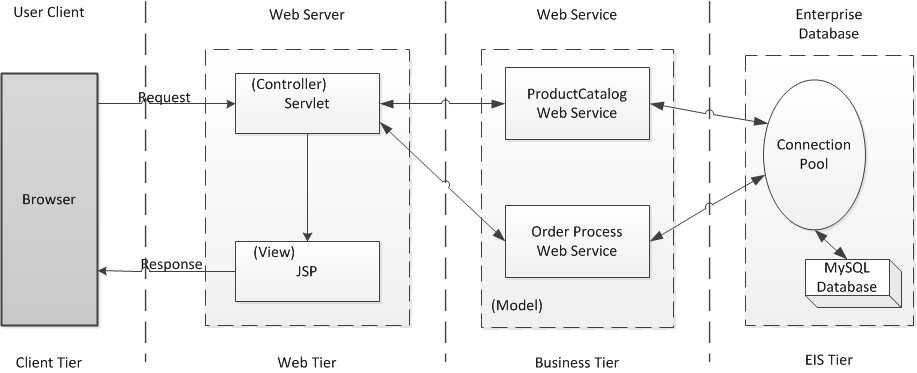 User Client
Web Server
Web Service
Enterprise
Database
Request
(Controller)
Servlet
ProductCatalog
Web Service
Connection
Pool
Browser
Order Process
Web Service
Response
(View)
JSP
(Model)
MySQL
Database
Client Tier
Web Tier
Business Tier
EIS Tier